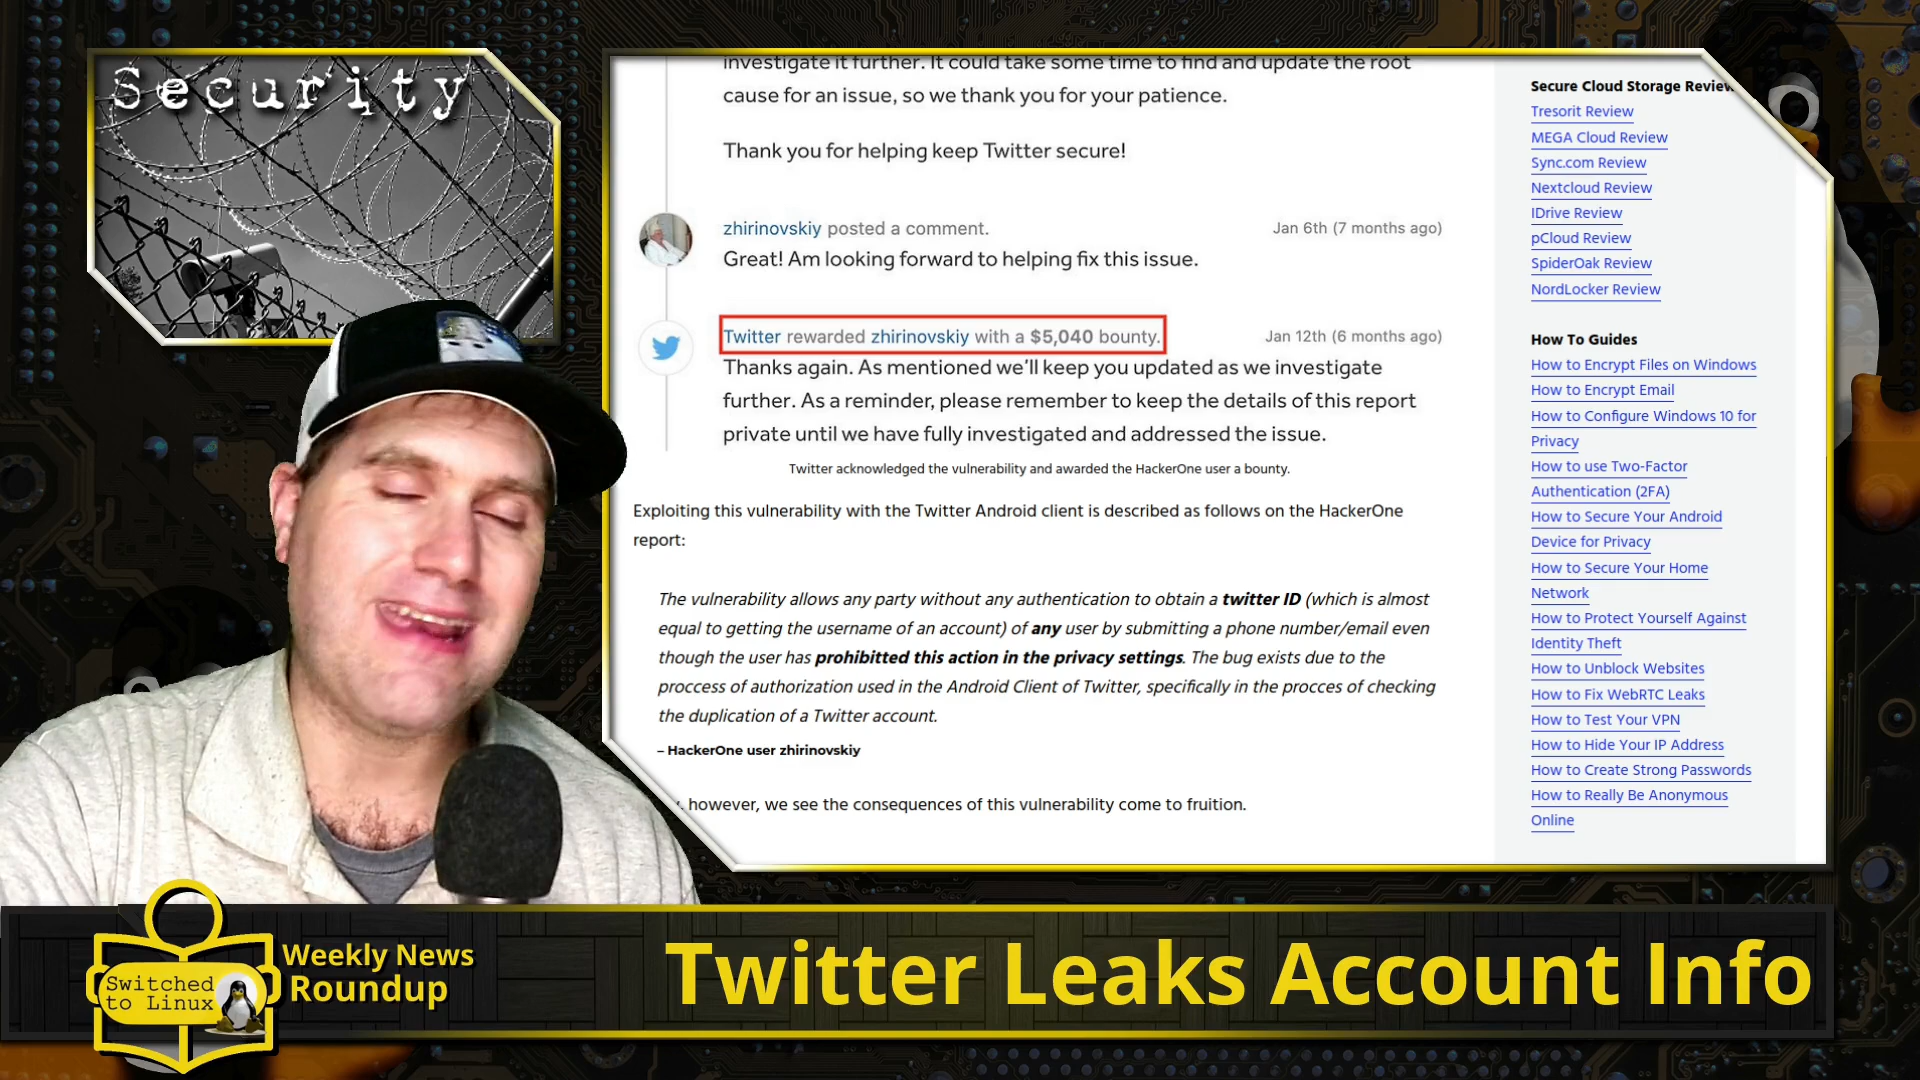 Security
investigate it further. It could take some time to find and update the root
cause for an issue, so we thank you for your patience.
Thank you for helping keep Twitter secure!
zhirinovskiy posted a comment.
Jan 6th (7 months ago)
Great! Am looking forward to helping fix this issue.
Twitter rewarded zhirinovskiy with a $5,040 bounty.
Jan 12th (6 months ago)
Thanks again. As mentioned we'll keep you updated as we investigate
further. As a reminder, please remember to keep the details of this report
private until we have fully investigated and addressed the issue.
Twitter acknowledged the vulnerability and awarded the HackerOne user a bounty.
Exploiting this vulnerability with the Twitter Android client is described as follows on the HackerOne
report:
The vulnerability allows any party without any authentication to obtain a twitter ID (which is almost
equal to getting the username of an account) of any user by submitting a phone number/email even
though the user has prohibitted this action in the privacy settings. The bug exists due to the
proccess of authorization used in the Android Client of Twitter, specifically in the procces of checking
the duplication of a Twitter account.
– HackerOne user zhirinovskiy
however, we see the consequences of this vulnerability come to fruition.
Secure Cloud Storage
Tresorit Review
MEGA Cloud Review
Sync.com Review
Nextcloud Review
IDrive Review
pCloud Review
SpiderOak Review
NordLocker Review
How To Guides
How to Encrypt Files on Windows
How to Encrypt Email
How to Configure Windows 10 for
Privacy
How to use Two-Factor
Authentication (2FA)
How to Secure Your Android
Device for Privacy
How to Secure Your Home
Network
How to Protect Yourself Against
Identity Theft
How to Unblock Websites
How to Fix WebRTC Leaks
How to Test Your VPN
How to Hide Your IP Address
How to Create Strong Passwords
How to Really Be Anonymous
Online
Switched
to Linux
Weekly News
Roundup
Twitter Leaks Account Info